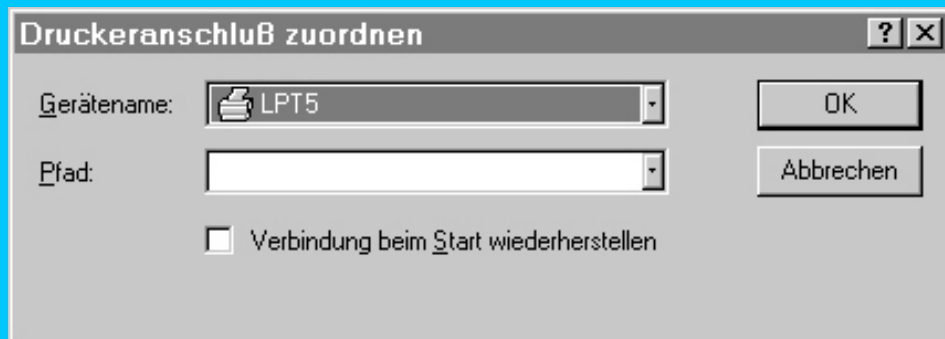 Druckeranschluß zuordnen
Gerätename: LPT5 OK
Pfad: Abbrechen
Verbindung beim Start wiederherstellen